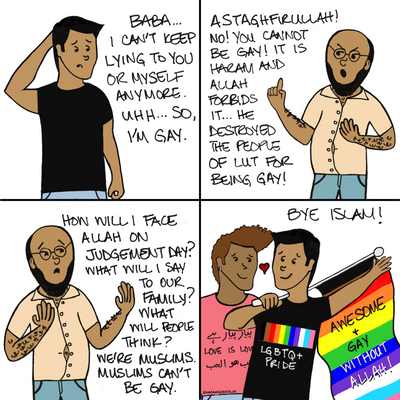 BABA...
I CAN'T KEEP
LYING TO YOU
OR MYSELF
ANYMORE.
UHH... SO,
I'M GAY.
ASTAGHFIRULLAH!
NO! YOU CANNOT
BE GAY! IT IS
HARAM AND
ALLAH
FORBIDS
IT... HE
DESTROYED
THE PEOPLE
OF LUT FOR
BEING GAY!
HOW WILL I FACE
ALLAH ON
JUDGEMENT DAY?
WHAT WILL I SAY
TO OUR
FAMILY?
WHAT
WILL PEOPLE
THINK?
WE'RE MUSLIMS.
MUSLIMS CAN'T
BE GAY.
BYE ISLAM!
پیار پیار ہے
LOVE IS LOVE
هو الحب
LGBTQ+
PRIDE
AWESOME
+
GAY
WITHOUT
ALLAH!